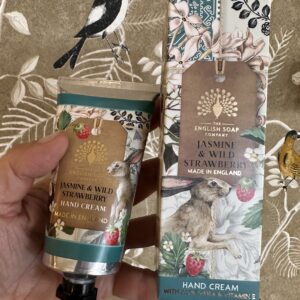 JASMINE & WILD
STRAWBERRY
HAND CREAM
MADE IN ENGLAND
THE
ENGLISH SOAP
COMPANY
JASMINE
& WILD
STRAWBERRY
MADE IN ENGLAND
HAND CREAM
WITH